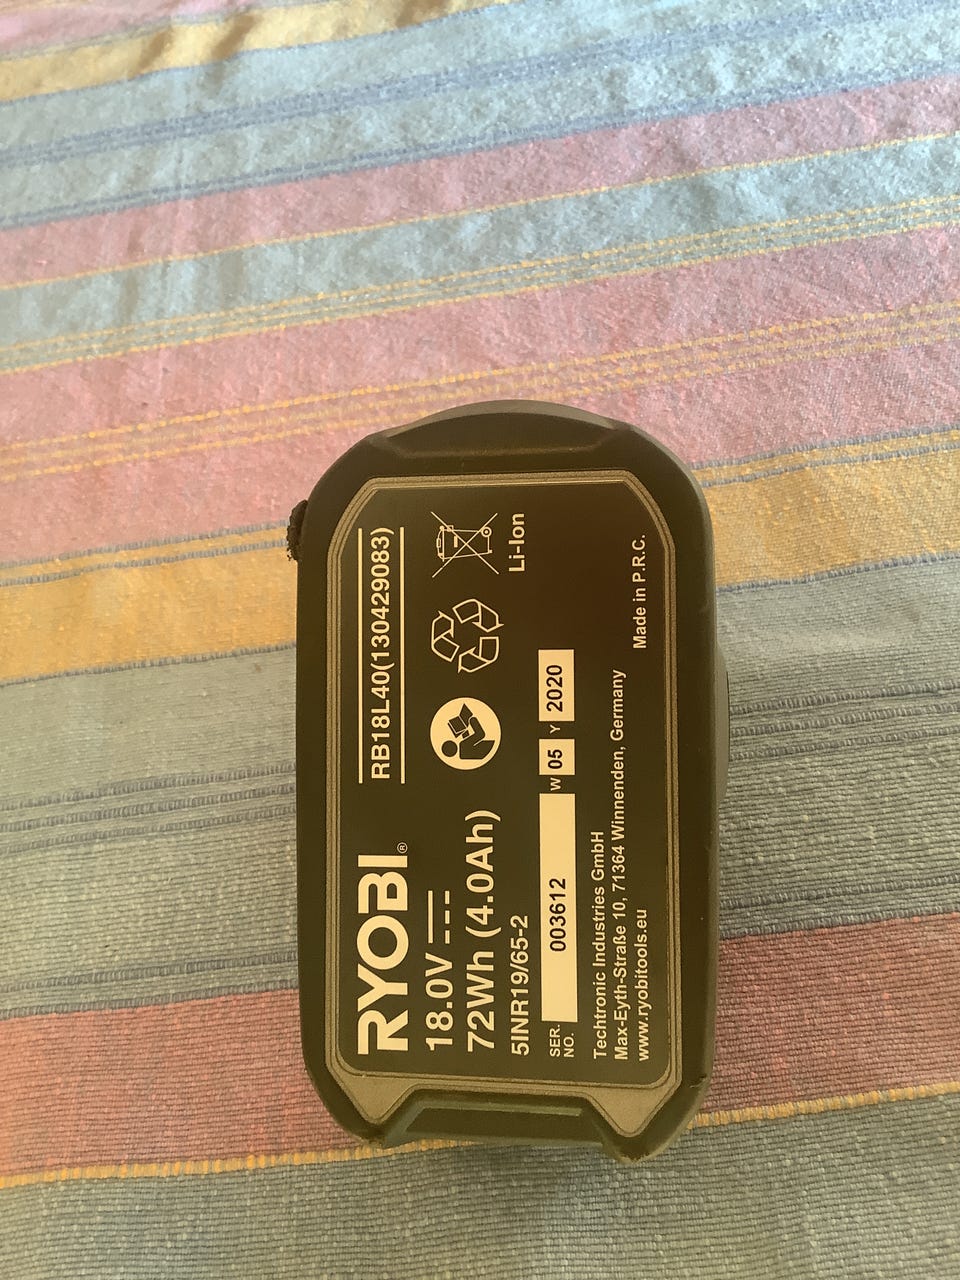 RYOBI® RB18L40(130429083)
18.0V
72Wh (4.0Ah)
5INR19/65-2
Li-Ion
SER. NO. 003612 W 05 Y 2020
Techtronic Industries GmbH
Max-Eyth-Straße 10, 71364 Winnenden, Germany
www.ryobitools.eu
Made in P.R.C.